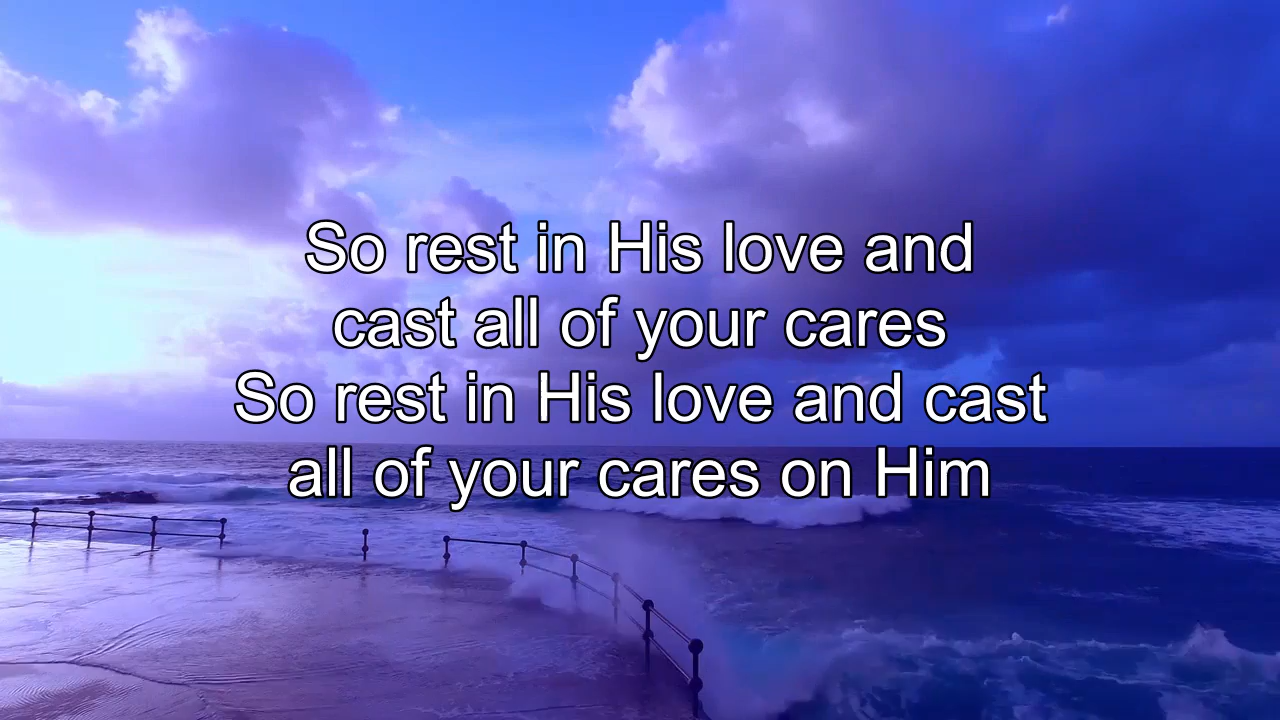 So rest in His love and
cast all of your cares
So rest in His love and cast
all of your cares on Him